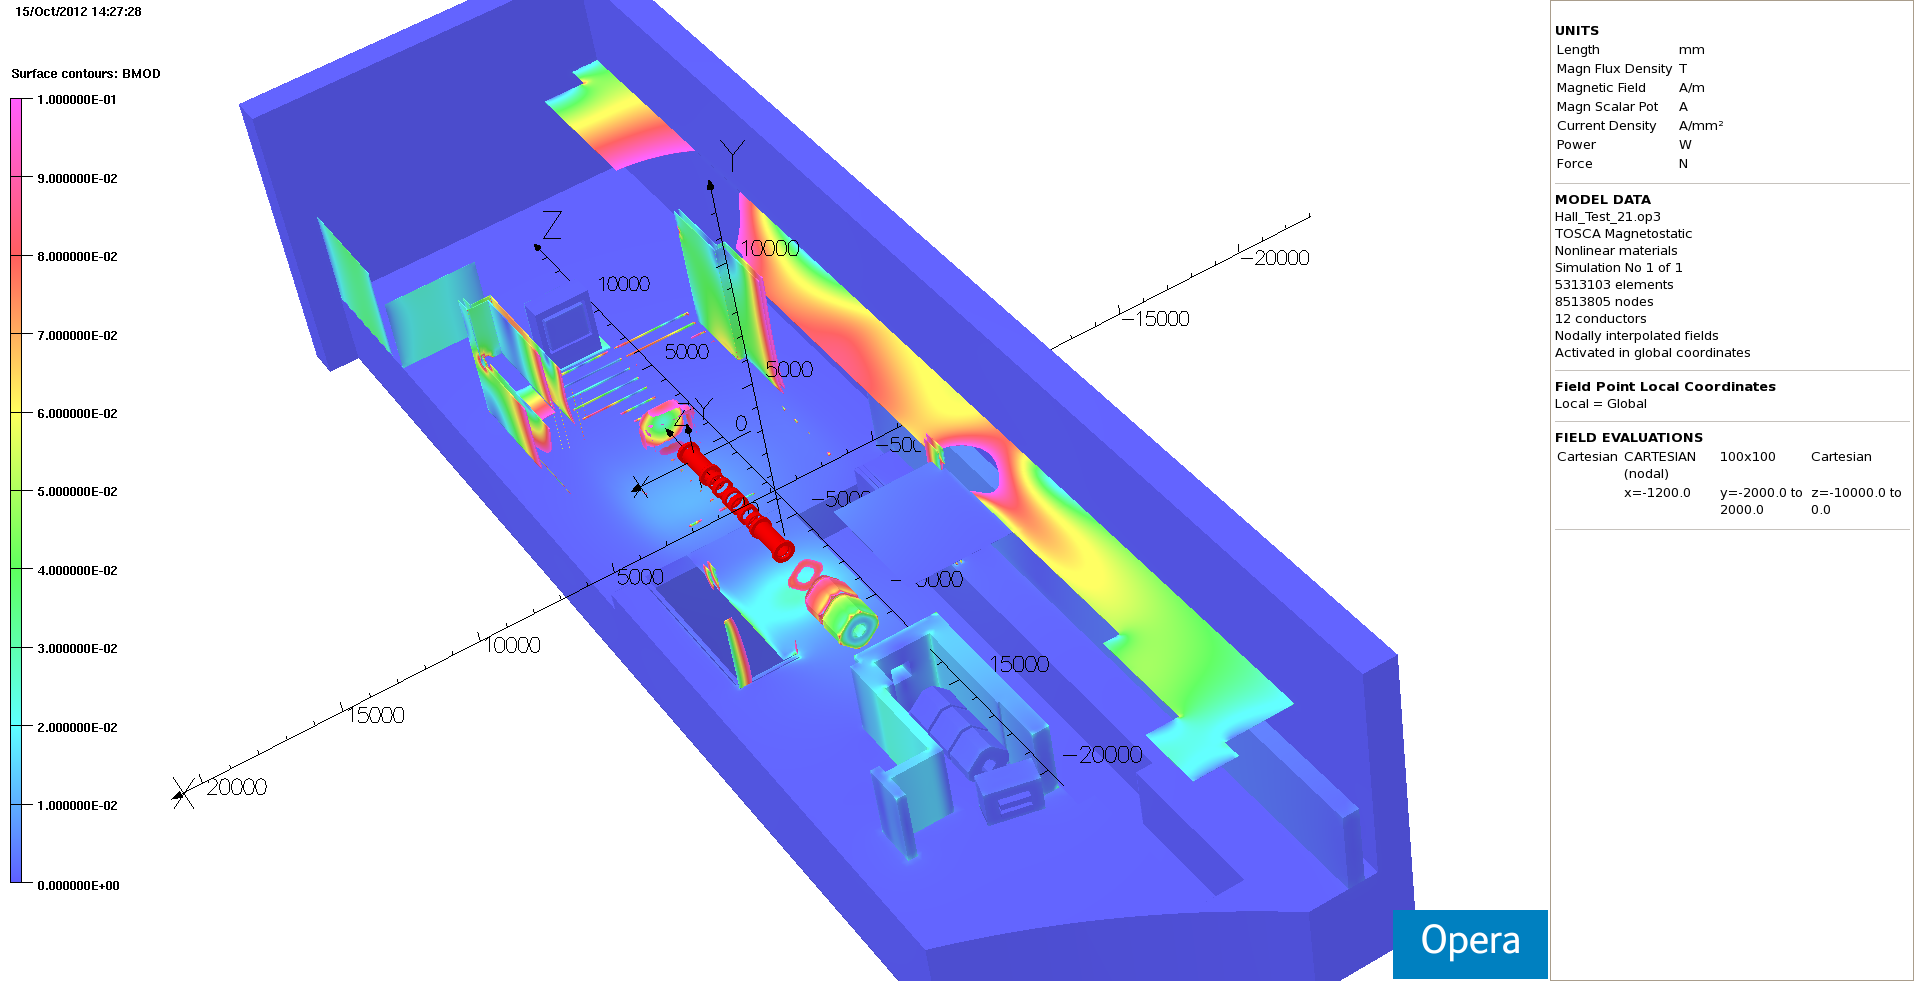 15/Oct/2012 14:27:28
Surface contours: BMOD
1.000000E-01
9.000000E-02
8.000000E-02
7.000000E-02
6.000000E-02
5.000000E-02
4.000000E-02
3.000000E-02
2.000000E-02
1.000000E-02
0.000000E+00
Y
Z
10000
10000
5000
5000
0
Z
Y
X
-20000
-15000
-5000
5000
10000
15000
X 20000
15000
-20000
Opera
UNITS
Length mm
Magn Flux Density T
Magnetic Field A/m
Magn Scalar Pot A
Current Density A/mm²
Power W
Force N
MODEL DATA
Hall_Test_21.op3
TOSCA Magnetostatic
Nonlinear materials
Simulation No 1 of 1
5313103 elements
8513805 nodes
12 conductors
Nodally interpolated fields
Activated in global coordinates
Field Point Local Coordinates
Local = Global
FIELD EVALUATIONS
Cartesian CARTESIAN 100x100 Cartesian
(nodal)
x=-1200.0 y=-2000.0 to z=-10000.0 to
2000.0 0.0